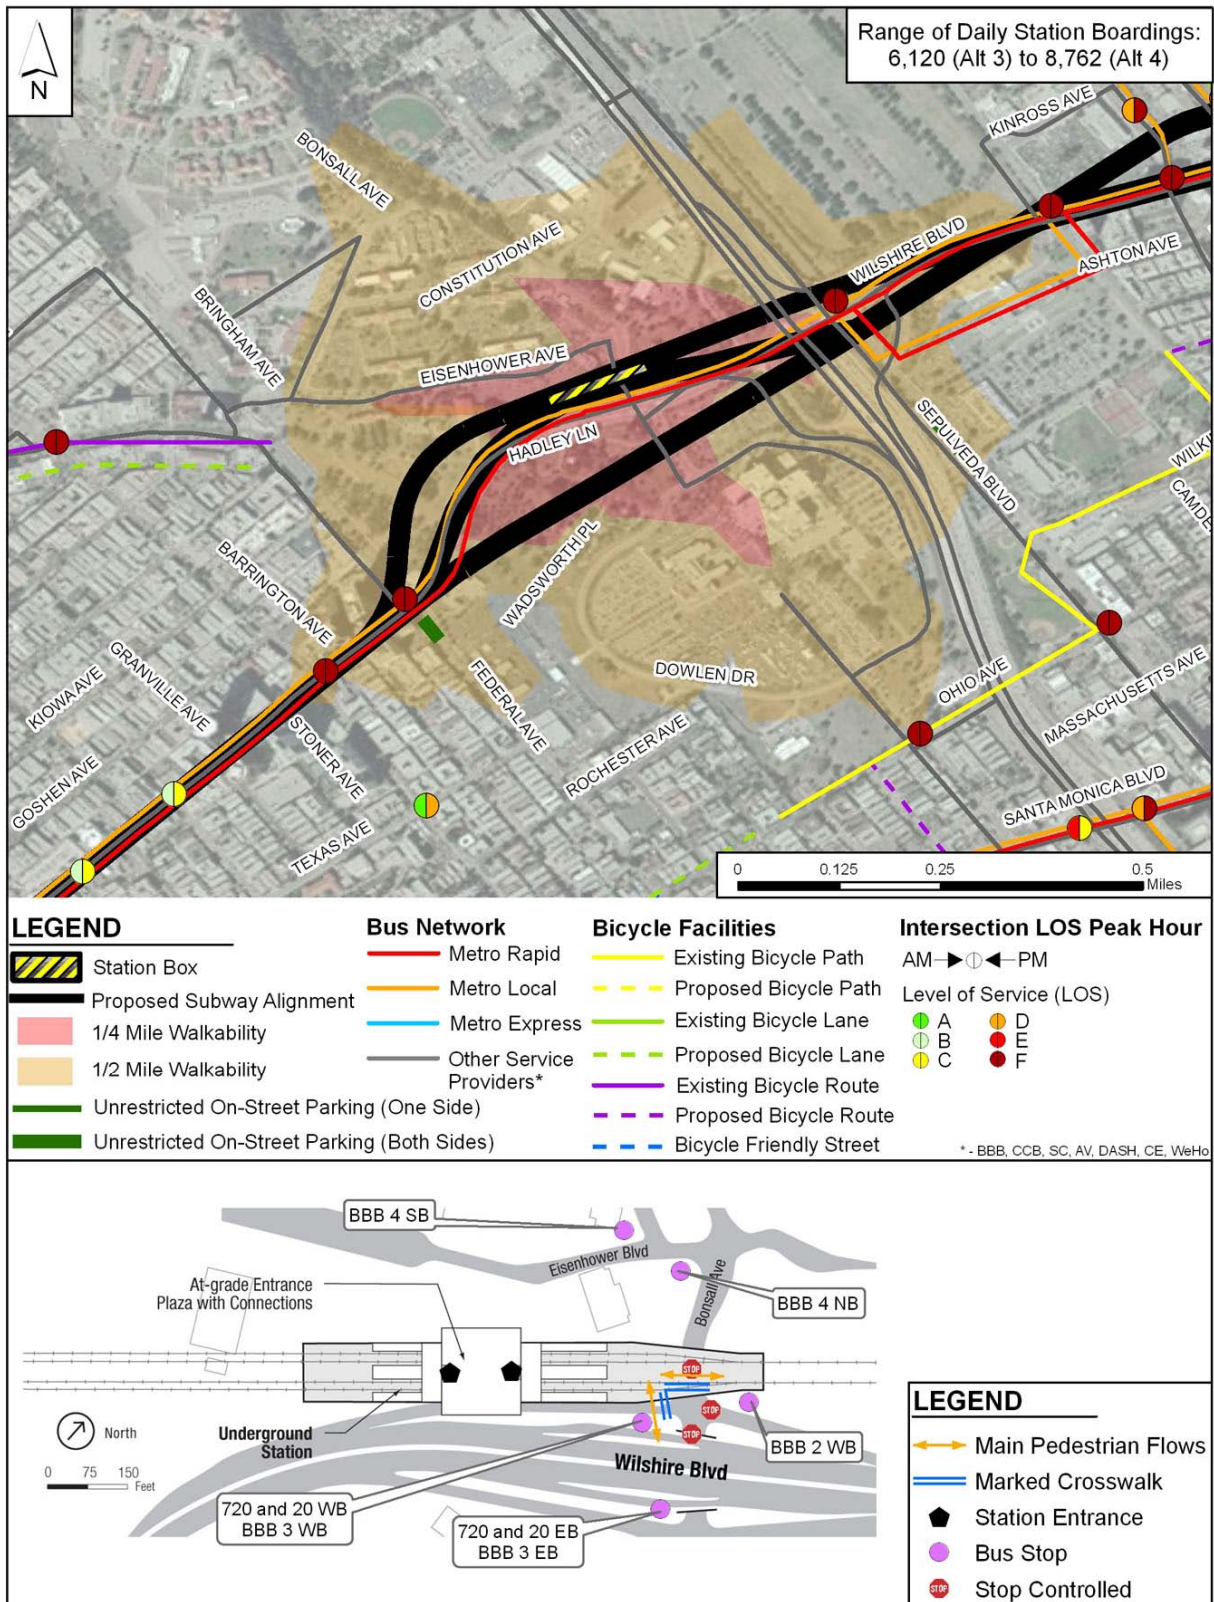 Range of Daily Station Boardings:
6,120 (Alt 3) to 8,762 (Alt 4)
N
KINROSS AVE
BONSALL AVE
CONSTITUTION AVE
WILSHIRE BLVD
ASHTON AVE
BRINGHAM AVE
EISENHOWER AVE
HADLEY LN
SEPULVEDA BLVD
WILKI
CAMDE
WADSWORTH PL
BARRINGTON AVE
GRANVILLE AVE
KIOWA AVE
FEDERAL AVE
DOWLEN DR
OHIO AVE
MASSACHUSETTS AVE
STONER AVE
ROCHESTER AVE
GOSHEN AVE
TEXAS AVE
SANTA MONICA BLVD
0 0.125 0.25 0.5
Miles
LEGEND
Station Box
Proposed Subway Alignment
1/4 Mile Walkability
1/2 Mile Walkability
Unrestricted On-Street Parking (One Side)
Unrestricted On-Street Parking (Both Sides)
Bus Network
Metro Rapid
Metro Local
Metro Express
Other Service
Providers*
Bicycle Facilities
Existing Bicycle Path
Proposed Bicycle Path
Existing Bicycle Lane
Proposed Bicycle Lane
Existing Bicycle Route
Proposed Bicycle Route
Bicycle Friendly Street
Intersection LOS Peak Hour
AM PM
Level of Service (LOS)
A D
B E
C F
* - BBB, CCB, SC, AV, DASH, CE, WeHo
BBB 4 SB
Eisenhower Blvd
Bonsall Ave
At-grade Entrance
Plaza with Connections
BBB 4 NB
STOP
STOP
STOP
Underground
Station
North
0 75 150
Feet
Wilshire Blvd
BBB 2 WB
720 and 20 WB
BBB 3 WB
720 and 20 EB
BBB 3 EB
LEGEND
Main Pedestrian Flows
Marked Crosswalk
Station Entrance
Bus Stop
STOP Stop Controlled